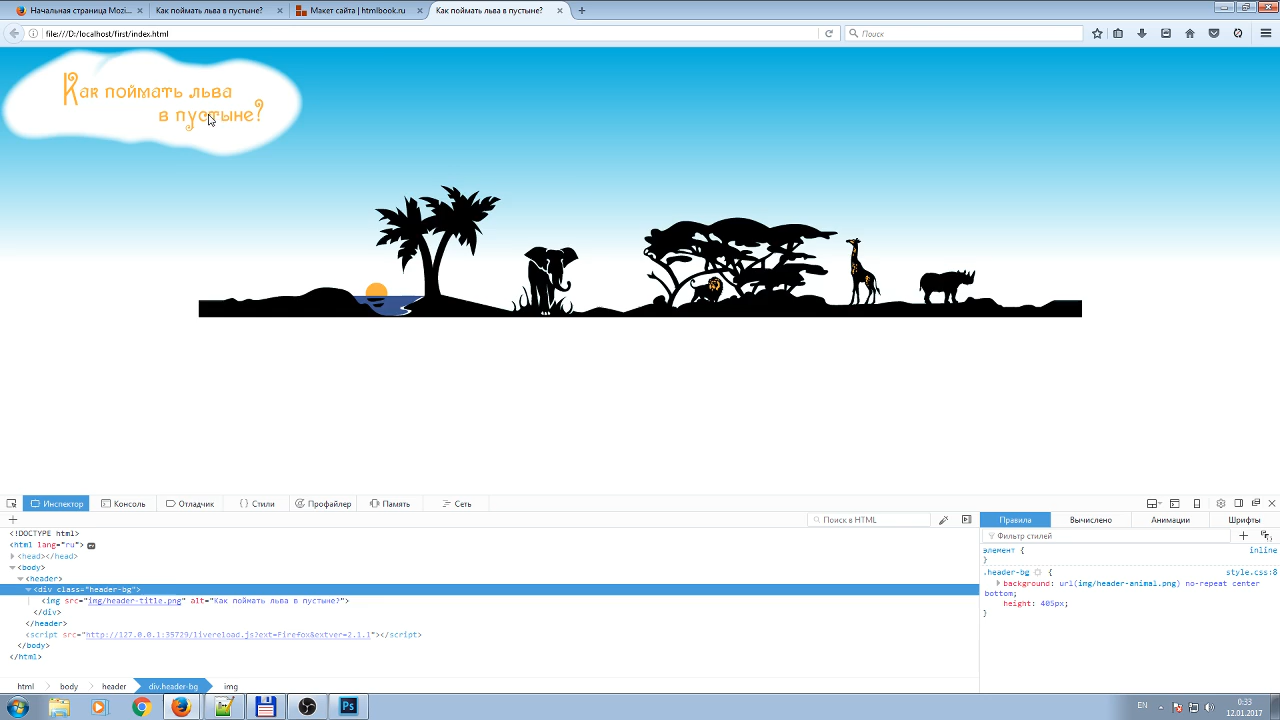 Начальная страница Mozi...
Как поймать льва в пустыне?
Макет сайта | htmlbook.ru
Как поймать льва в пустыне?
file:///D:/localhost/first/index.html
Поиск
Как поймать льва
в пустыне?
Инспектор
Консоль
Отладчик
{ } Стили
Профайлер
Память
Сеть
Поиск в HTML
Правила
Вычислено
Анимации
Шрифты
<!DOCTYPE html>
<html lang="ru">
<head></head>
<body>
<header>
<div class="header-bg">
<img src="img/header-title.png" alt="Как поймать льва в пустыне?">
</div>
</header>
<script src="http://127.0.0.1:35729/livereload.js?ext=Firefox&extver=2.1.1"></script>
</body>
</html>
Фильтр стилей
элемент {
inline
}
.header-bg {
style.css:8
background: url(img/header-animal.png) no-repeat center
bottom;
height: 405px;
}
html
body
header
div.header-bg
img
Ps
EN
0:33
12.01.2017